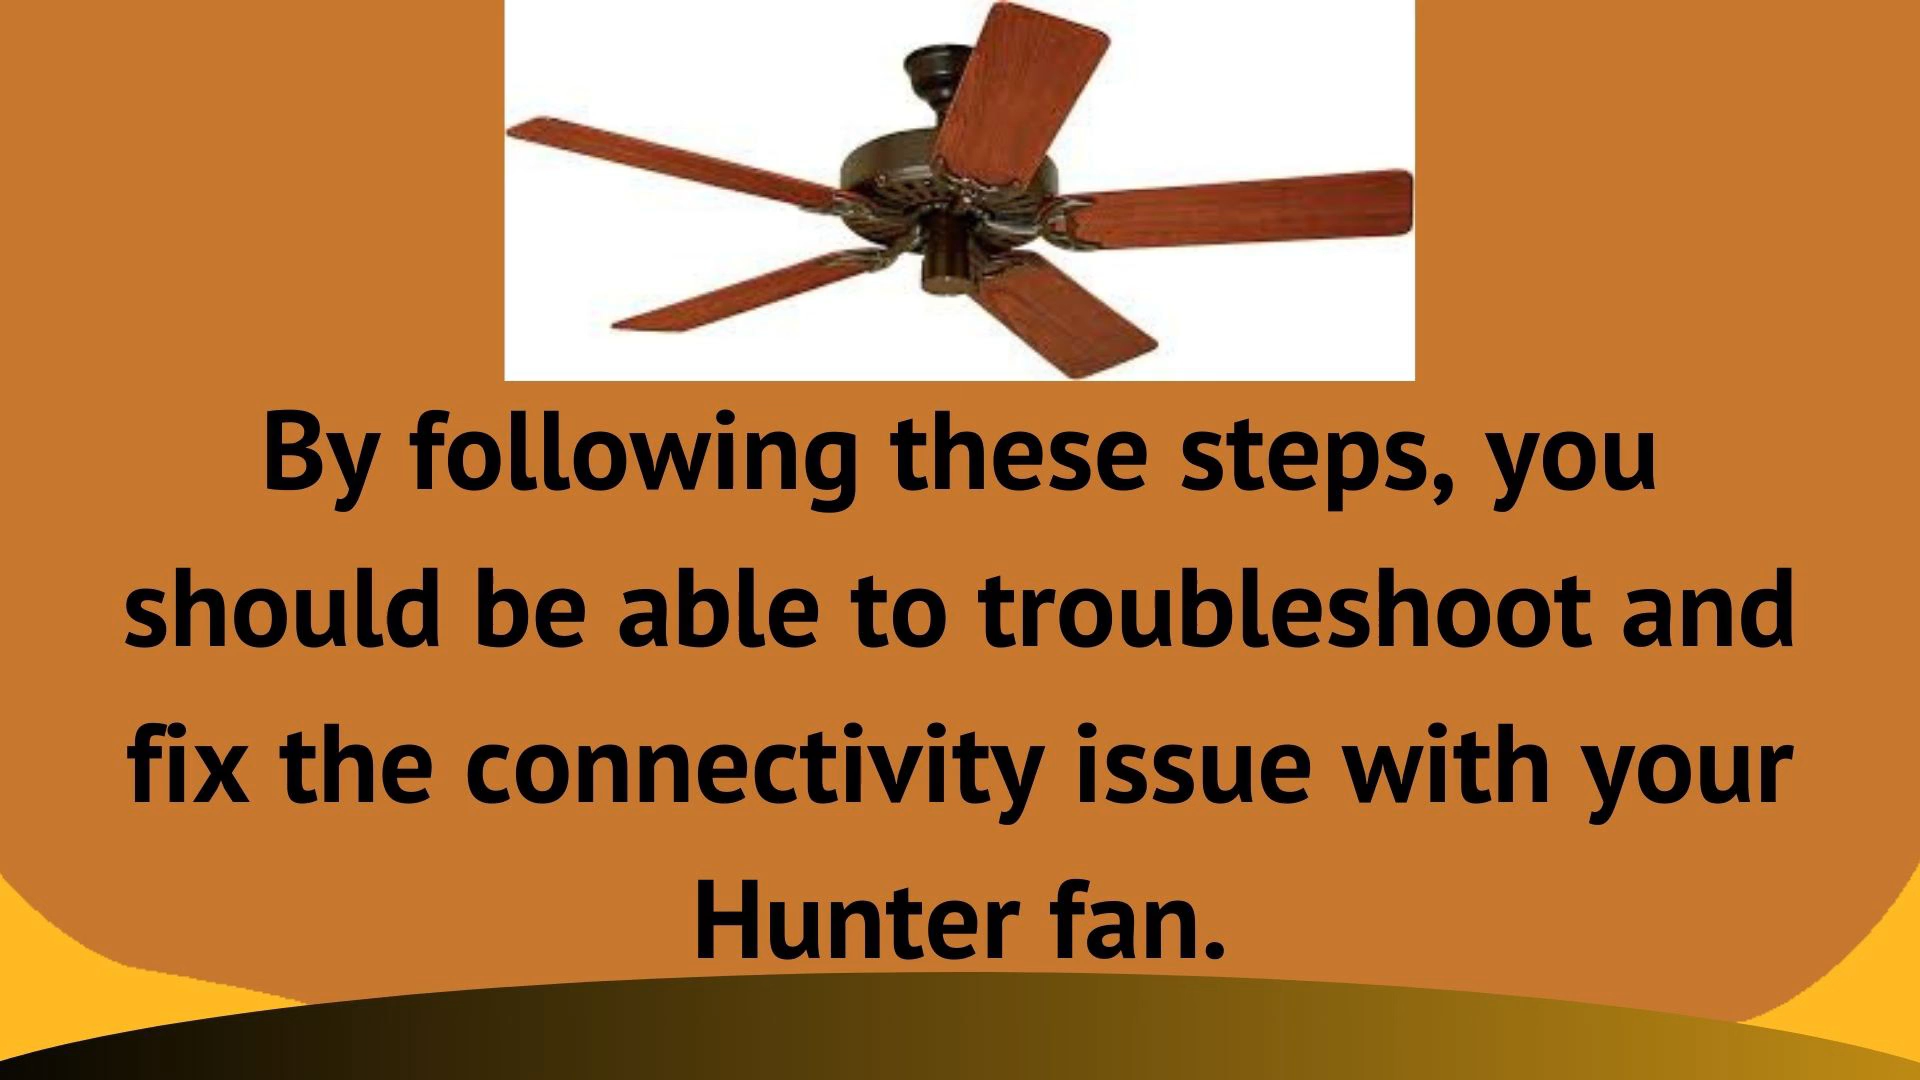 By following these steps, you
should be able to troubleshoot and
fix the connectivity issue with your
Hunter fan.